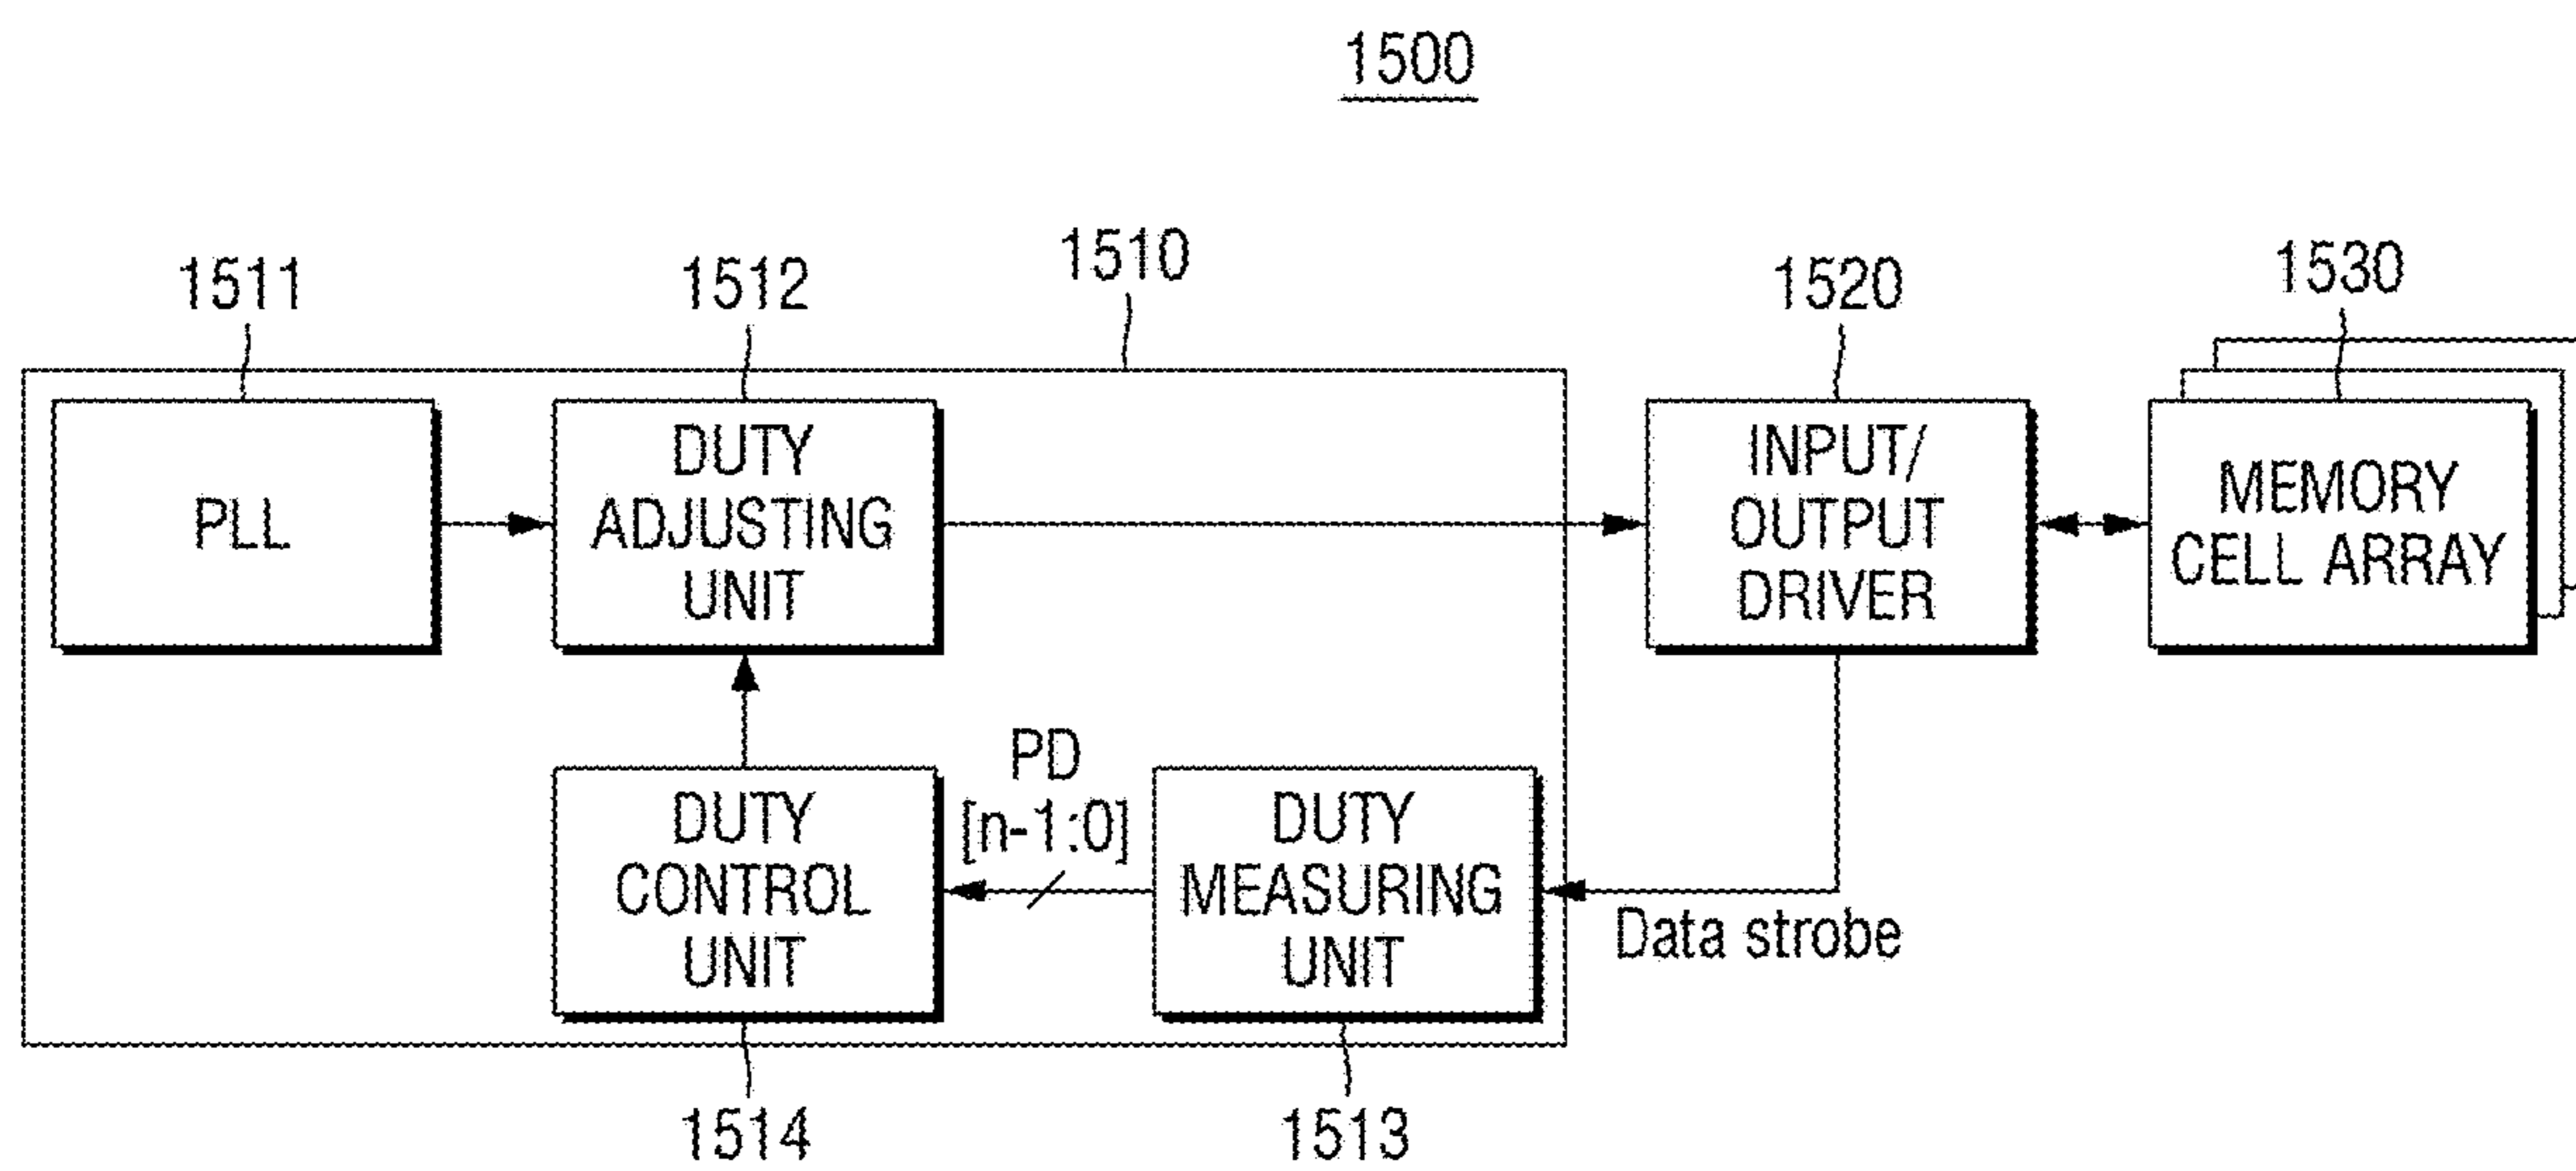 1500
1511
1512
1510
1520
1530
PLL
DUTY
ADJUSTING
UNIT
INPUT/
OUTPUT
DRIVER
MEMORY
CELL ARRAY
DUTY
CONTROL
UNIT
PD
[n-1:0]
DUTY
MEASURING
UNIT
Data strobe
1514
1513